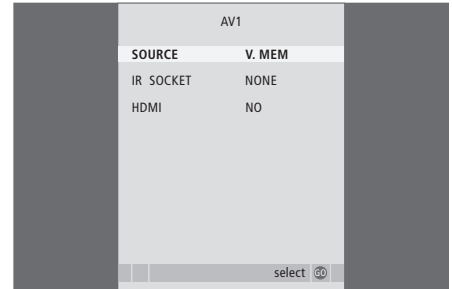 AV1
SOURCE V. MEM
IR SOCKET NONE
HDMI NO
select GO